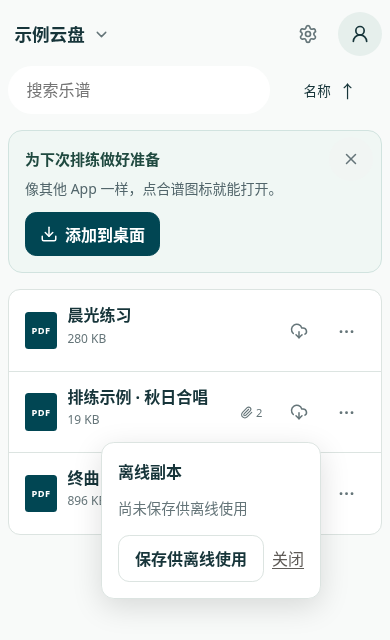 示例云盘
搜索乐谱
名称 ↑
为下次排练做好准备
像其他 App 一样，点合谱图标就能打开。
添加到桌面
PDF
晨光练习
280 KB
PDF
排练示例 · 秋日合唱
19 KB
2
PDF
终曲
896 KB
离线副本
尚未保存供离线使用
保存供离线使用 关闭